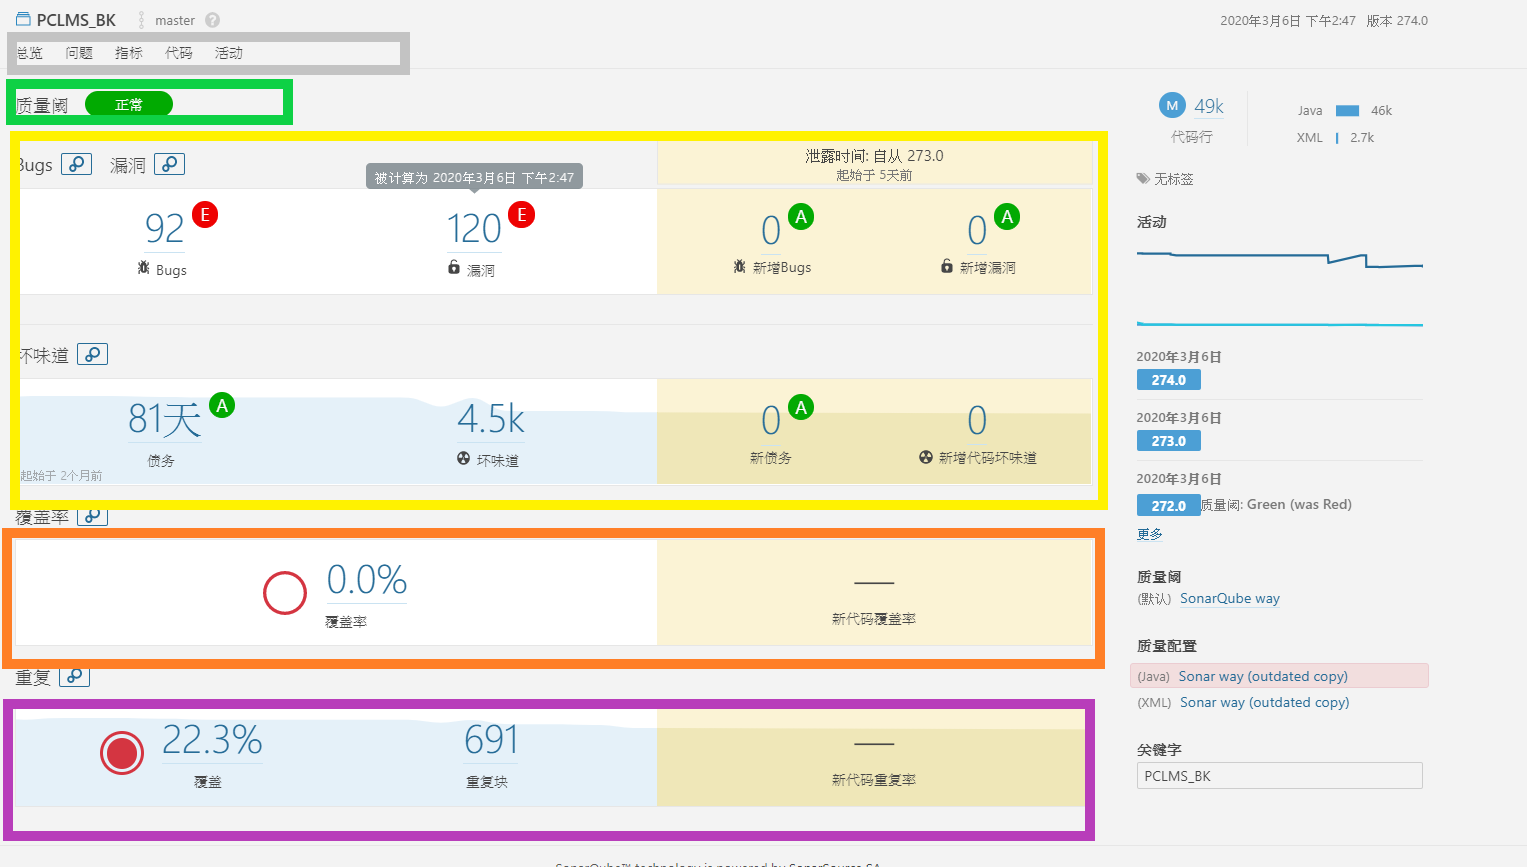 PCLMS_BK master ?
2020年3月6日 下午2:47 版本 274.0
总览 问题 指标 代码 活动
质量阈 正常
Bugs 漏洞
泄露时间: 自从 273.0
起始于 5天前
被计算为 2020年3月6日 下午2:47
92 E
120 E
0 A
0 A
Bugs
漏洞
新增Bugs
新增漏洞
坏味道
81天 A
4.5k
0 A
0
债务
坏味道
新债务
新增代码坏味道
起始于 2个月前
覆盖率
0.0%
覆盖率
新代码覆盖率
重复
22.3%
691
覆盖
重复块
新代码重复率
M 49k
代码行
Java 46k
XML 2.7k
无标签
活动
2020年3月6日
274.0
2020年3月6日
273.0
2020年3月6日
272.0 质量阈: Green (was Red)
更多
质量阈
(默认) SonarQube way
质量配置
(Java) Sonar way (outdated copy)
(XML) Sonar way (outdated copy)
关键字
PCLMS_BK
SonarQube™ technology is powered by SonarSource SA